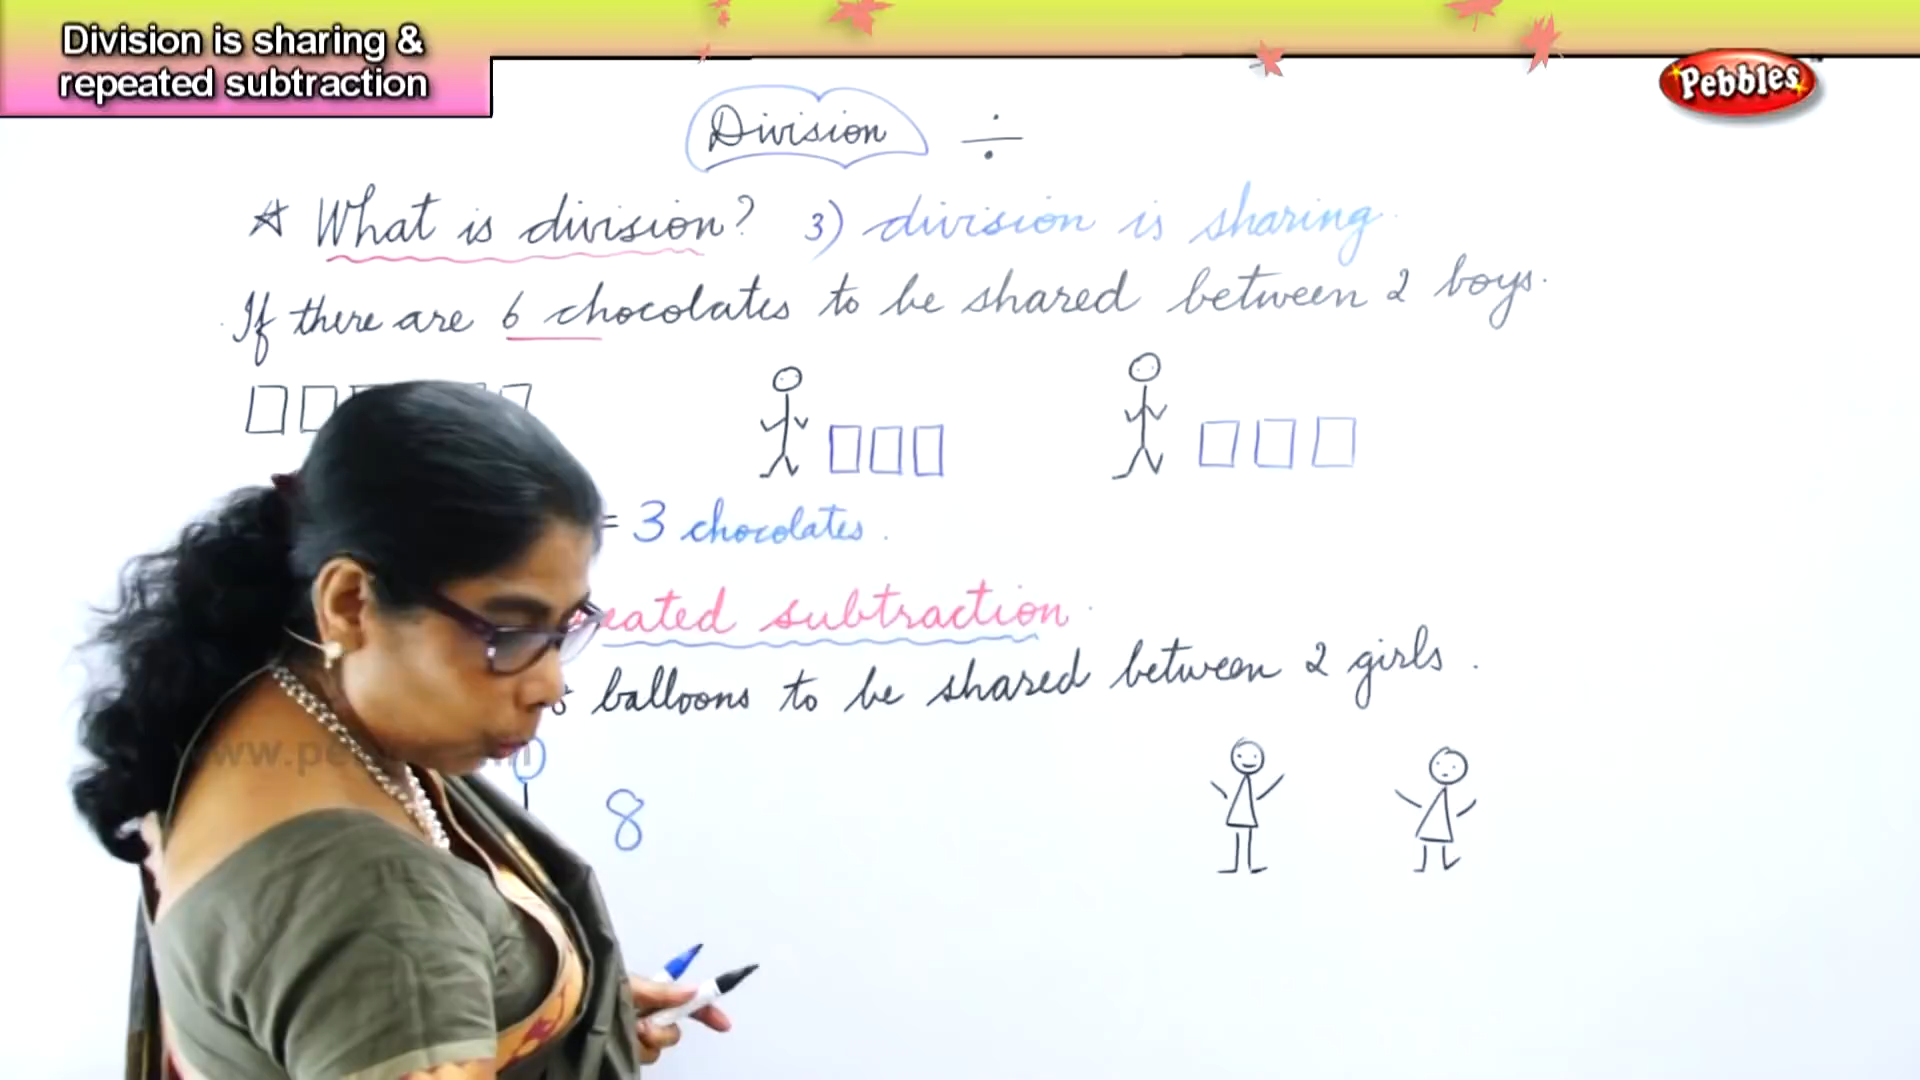 Division is sharing &
repeated subtraction
Pebbles
Division ÷
What is division? 3) division is sharing.
If there are 6 chocolates to be shared between 2 boys.
= 3 chocolates.
subtraction
balloons to be shared between 2 girls.
8